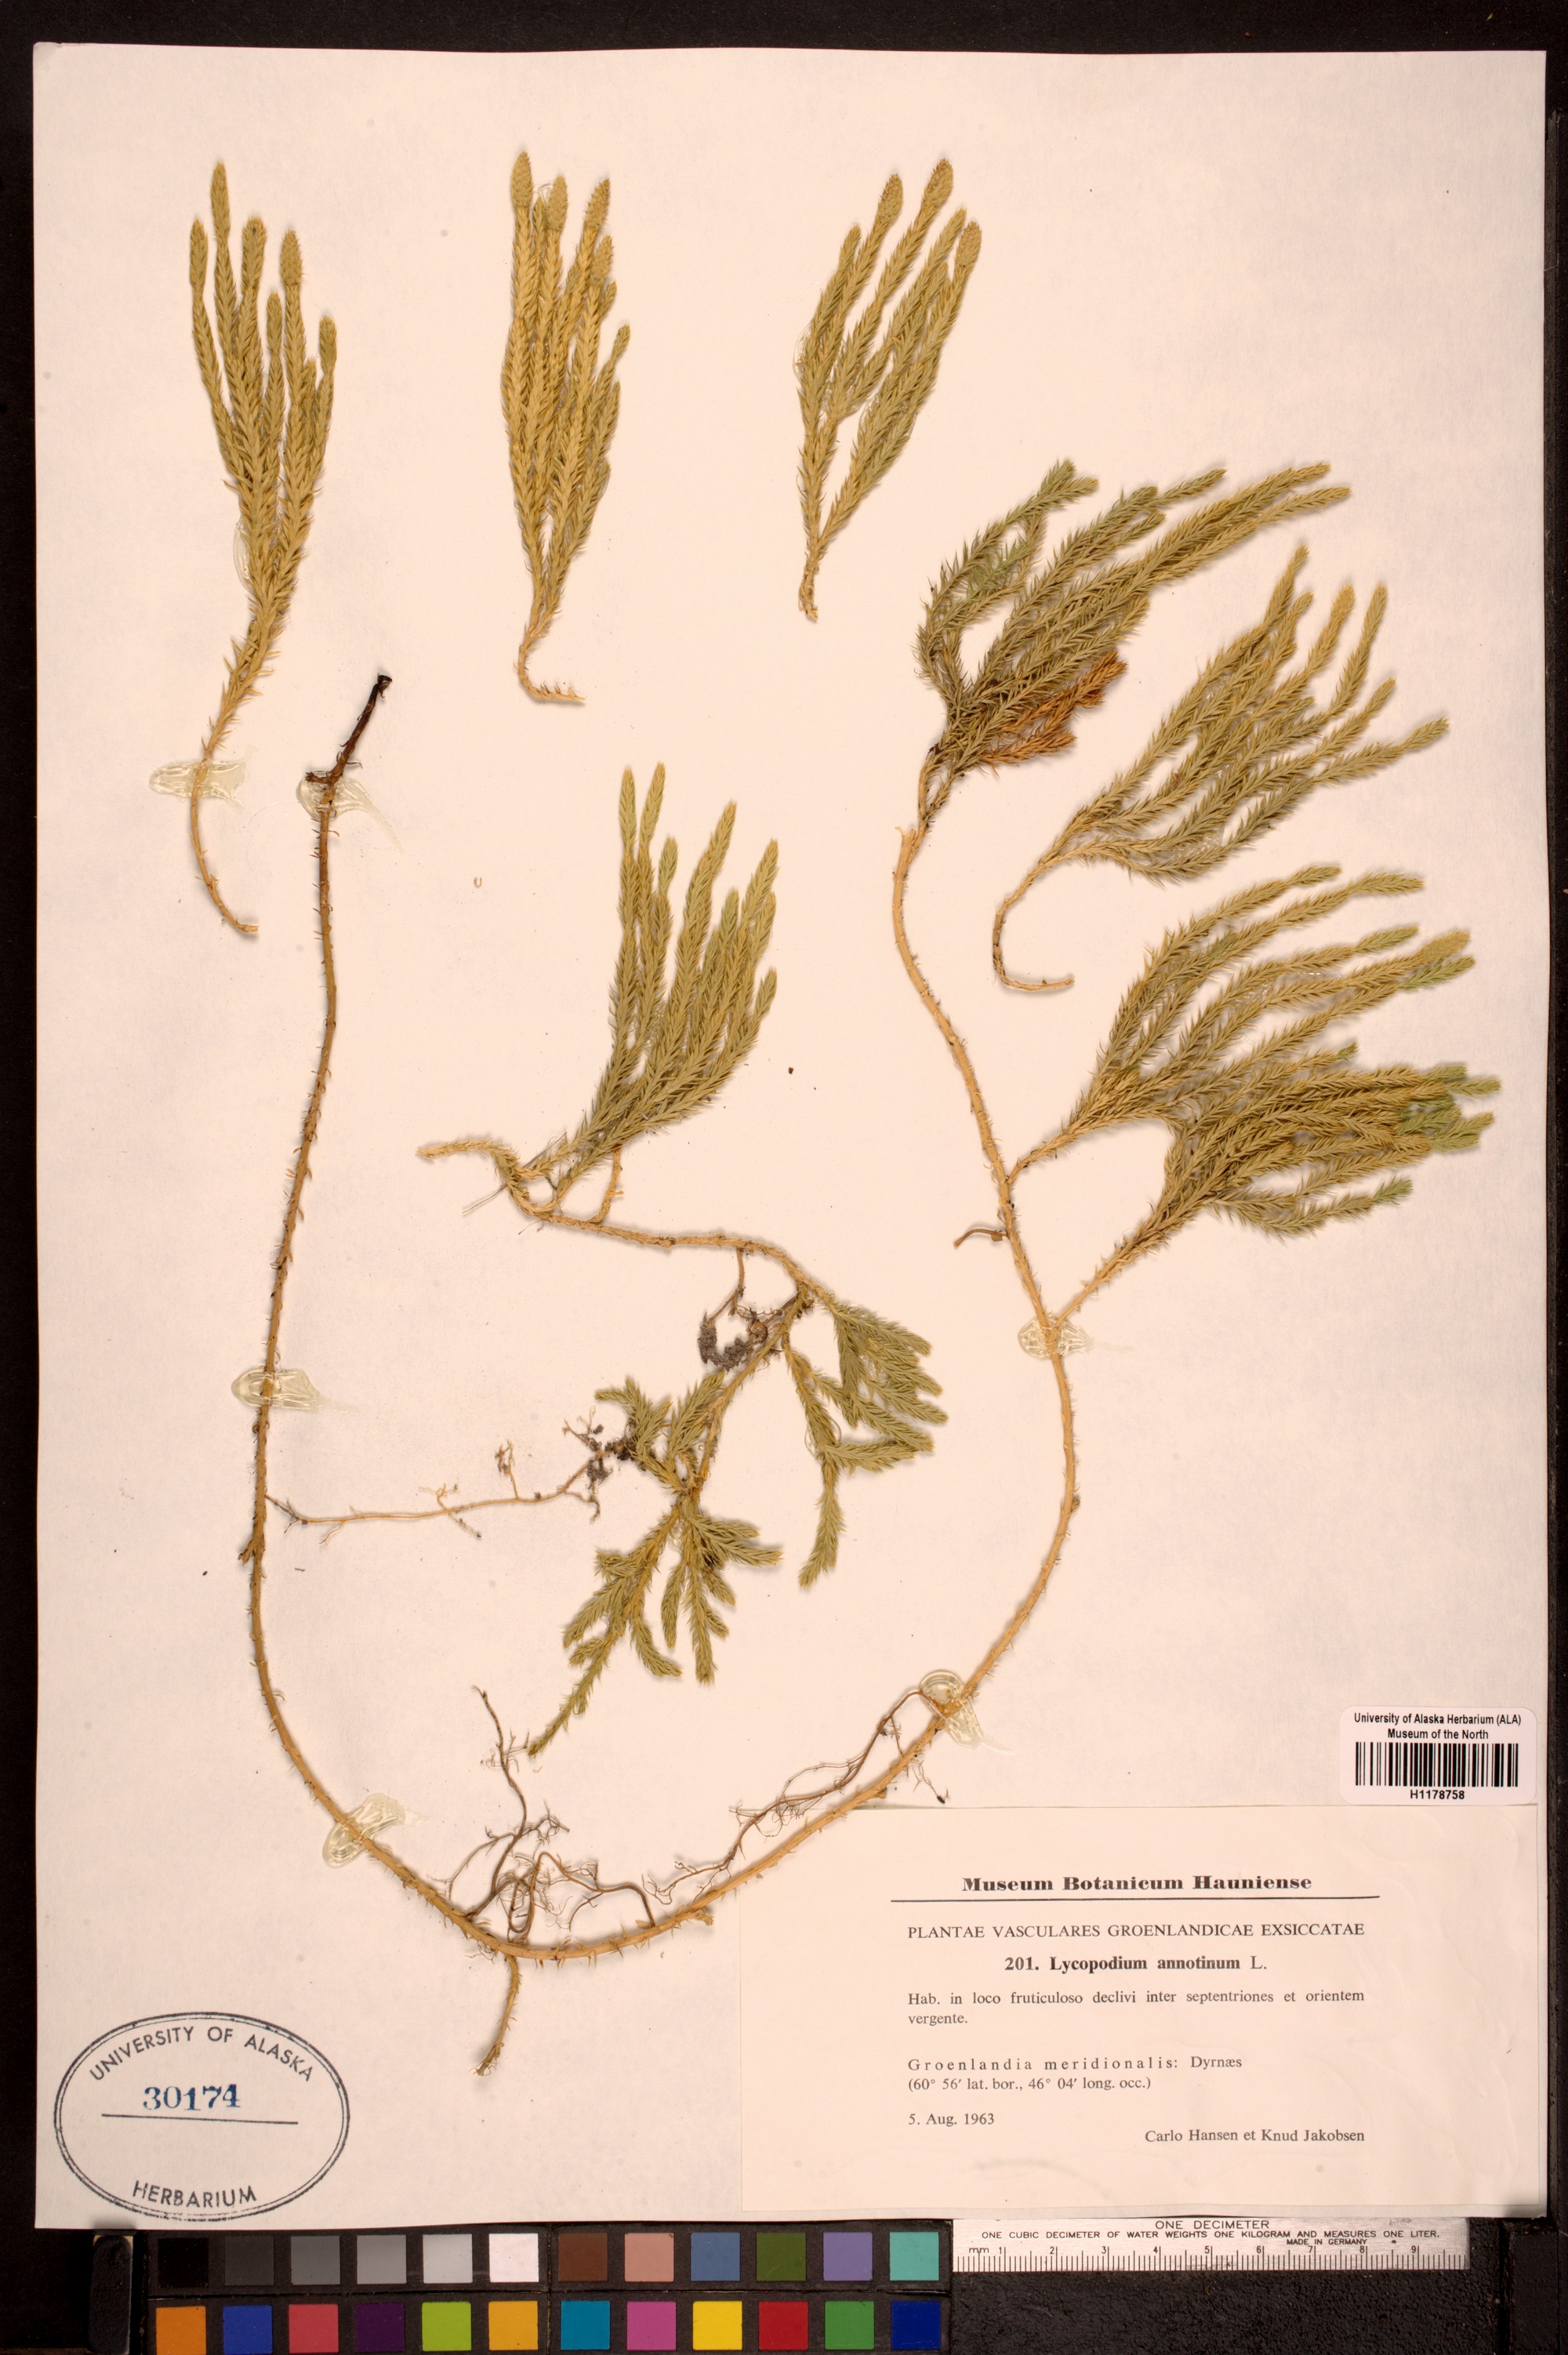 University of Alaska Herbarium (ALA)
Museum of the North
H1178758
Museum Botanicum Hauniense
PLANTAE VASCULARES GROENLANDICAE EXSICCATAE
201. Lycopodium annotinum L.
Hab. in loco fruticuloso declivi inter septentriones et orientem
vergente.
Groenlandia meridionalis: Dyrnæs
(60° 56′ lat. bor., 46° 04′ long. occ.)
5. Aug. 1963
Carlo Hansen et Knud Jakobsen
UNIVERSITY OF ALASKA
30174
HERBARIUM
ONE DECIMETER
ONE CUBIC DECIMETER OF WATER WEIGHTS ONE KILOGRAM AND MEASURES ONE LITER.
MADE IN GERMANY
mm 1 2 3 4 5 6 7 8 9